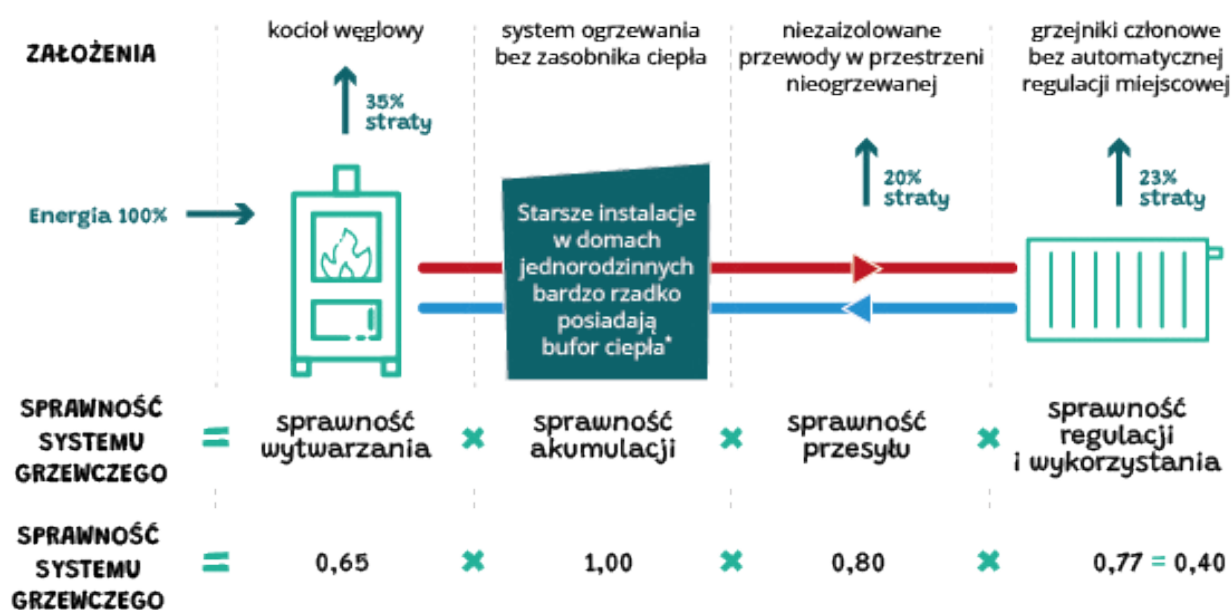 ZAŁOŻENIA
kocioł węglowy
system ogrzewania
bez zasobnika ciepła
niezaizolowane
przewody w przestrzeni
nieogrzewanej
grzejniki członowe
bez automatycznej
regulacji miejscowej
35%
straty
20%
straty
23%
straty
Energia 100%
Starsze instalacje
w domach
jednorodzinnych
bardzo rzadko
posiadają
bufor ciepła*
SPRAWNOŚĆ
SYSTEMU
GRZEWCZEGO
=
sprawność
wytwarzania
×
sprawność
akumulacji
×
sprawność
przesyłu
×
sprawność
regulacji
i wykorzystania
SPRAWNOŚĆ
SYSTEMU
GRZEWCZEGO
= 0,65 × 1,00 × 0,80 × 0,77 = 0,40